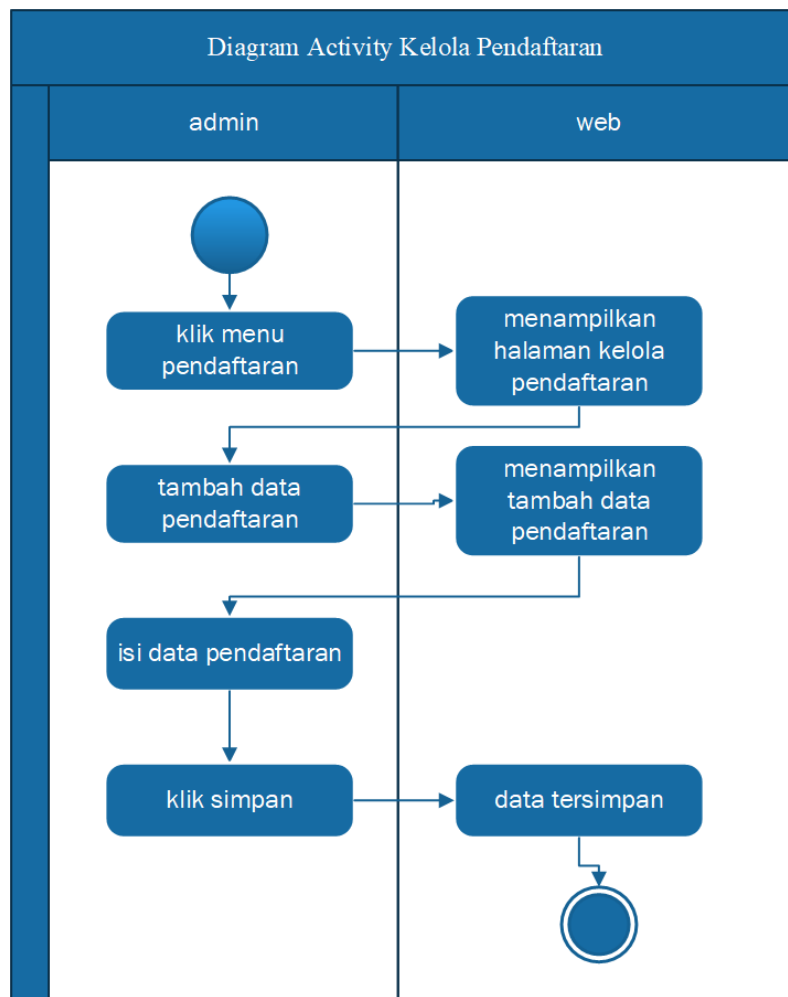 Diagram Activity Kelola Pendaftaran
admin
web
klik menu
pendaftaran
menampilkan
halaman kelola
pendaftaran
tambah data
pendaftaran
menampilkan
tambah data
pendaftaran
isi data pendaftaran
klik simpan
data tersimpan